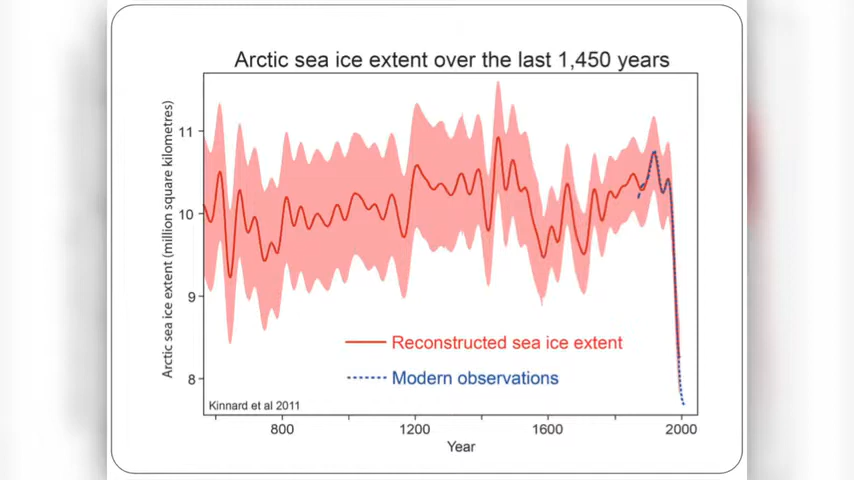 Arctic sea ice extent over the last 1,450 years
Arctic sea ice extent (million square kilometres)
11
10
9
8
Reconstructed sea ice extent
Modern observations
Kinnard et al 2011
800
1200
1600
2000
Year